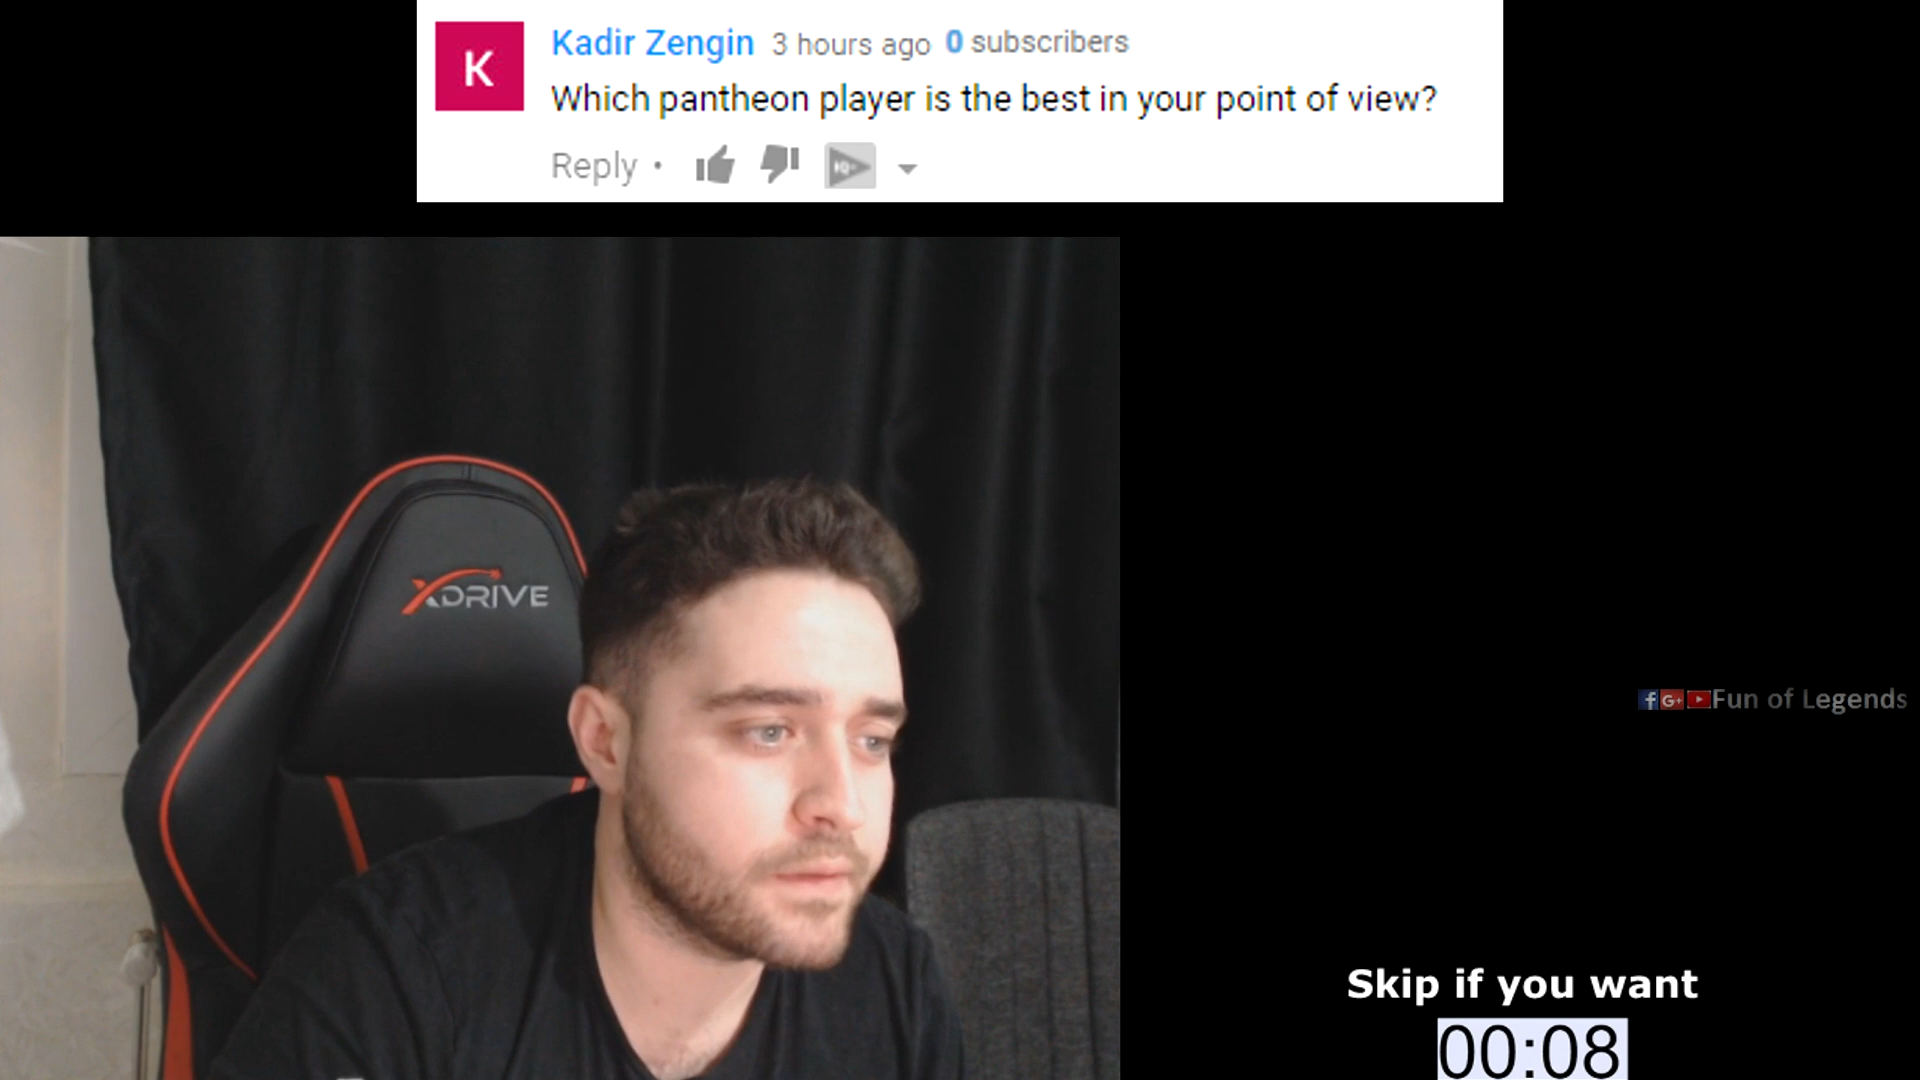 K
Kadir Zengin 3 hours ago 0 subscribers
Which pantheon player is the best in your point of view?
Reply •
XDRIVE
f G+ Fun of Legends
Skip if you want
00:08